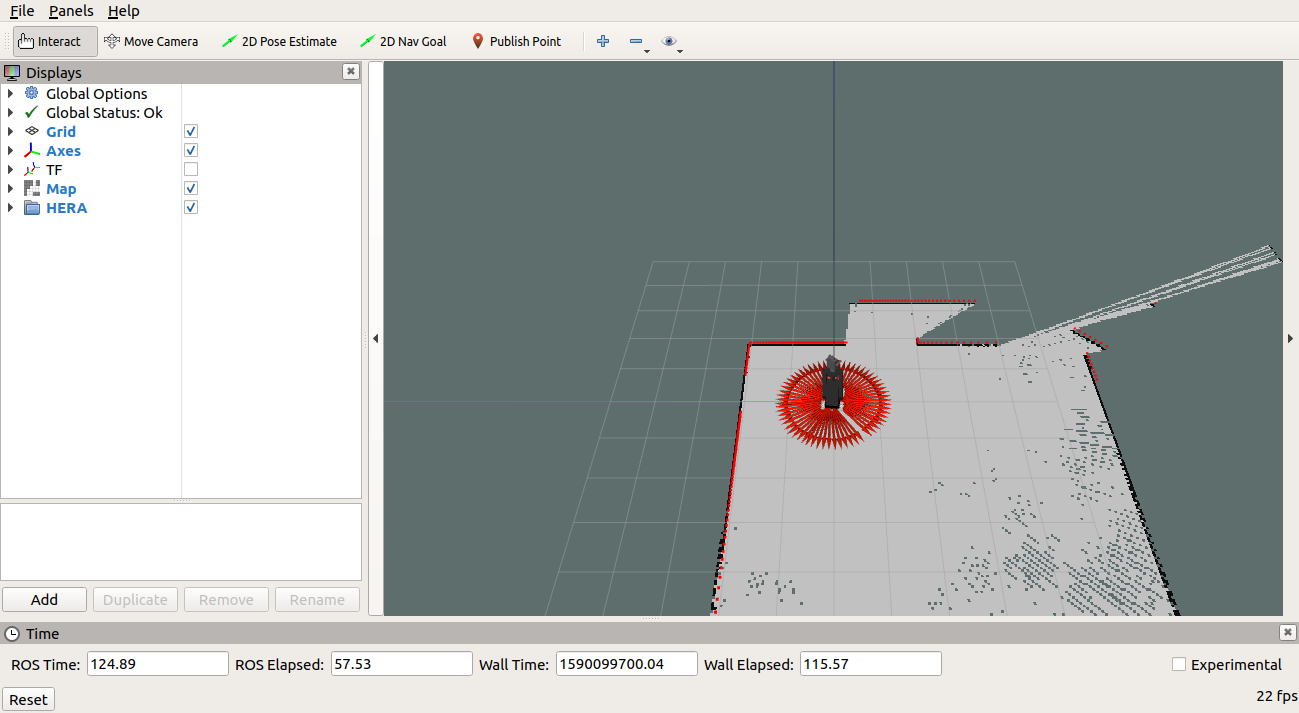 File Panels Help
Interact Move Camera 2D Pose Estimate 2D Nav Goal Publish Point
Displays
Global Options
Global Status: Ok
Grid
Axes
TF
Map
HERA
Add Duplicate Remove Rename
Time
ROS Time: 124.89 ROS Elapsed: 57.53 Wall Time: 1590099700.04 Wall Elapsed: 115.57 Experimental
Reset 22 fps